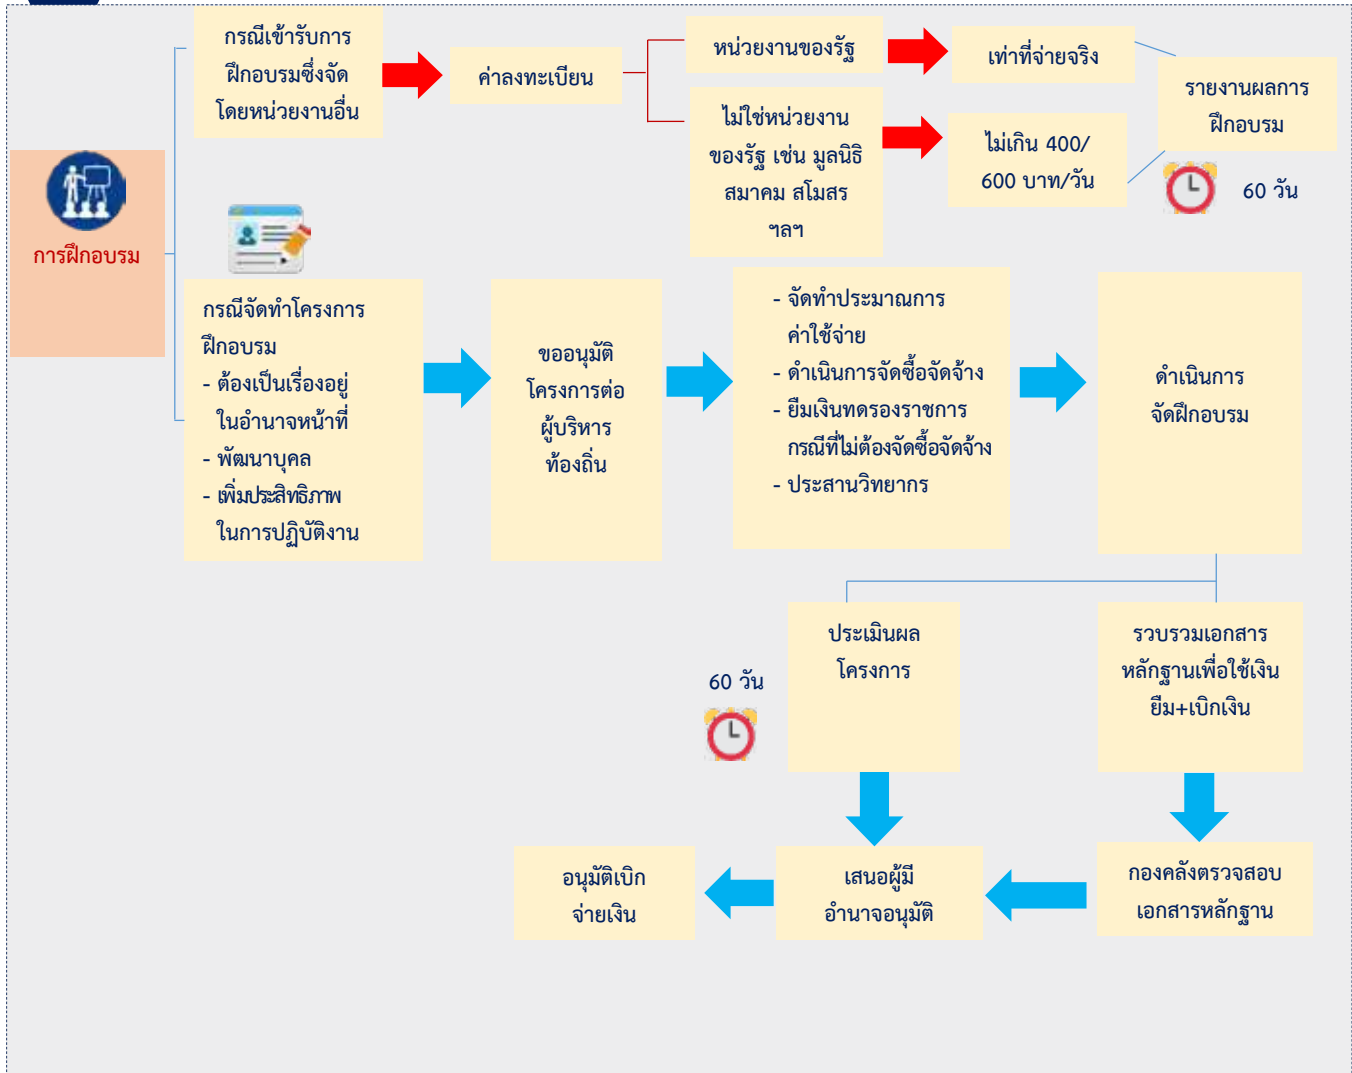 การฝึกอบรม
กรณีเข้ารับการ
ฝึกอบรมซึ่งจัด
โดยหน่วยงานอื่น
ค่าลงทะเบียน
หน่วยงานของรัฐ
เท่าที่จ่ายจริง
ไม่ใช่หน่วยงาน
ของรัฐ เช่น มูลนิธิ
สมาคม สโมสร
ฯลฯ
ไม่เกิน 400/
600 บาท/วัน
รายงานผลการ
ฝึกอบรม
60 วัน
กรณีจัดทำโครงการ
ฝึกอบรม
- ต้องเป็นเรื่องอยู่
ในอำนาจหน้าที่
- พัฒนาบุคล
- เพิ่มประสิทธิภาพ
ในการปฏิบัติงาน
ขออนุมัติ
โครงการต่อ
ผู้บริหาร
ท้องถิ่น
- จัดทำประมาณการ
ค่าใช้จ่าย
- ดำเนินการจัดซื้อจัดจ้าง
- ยืมเงินทดรองราชการ
กรณีที่ไม่ต้องจัดซื้อจัดจ้าง
- ประสานวิทยากร
ดำเนินการ
จัดฝึกอบรม
ประเมินผล
โครงการ
60 วัน
รวบรวมเอกสาร
หลักฐานเพื่อใช้เงิน
ยืม+เบิกเงิน
กองคลังตรวจสอบ
เอกสารหลักฐาน
เสนอผู้มี
อำนาจอนุมัติ
อนุมัติเบิก
จ่ายเงิน